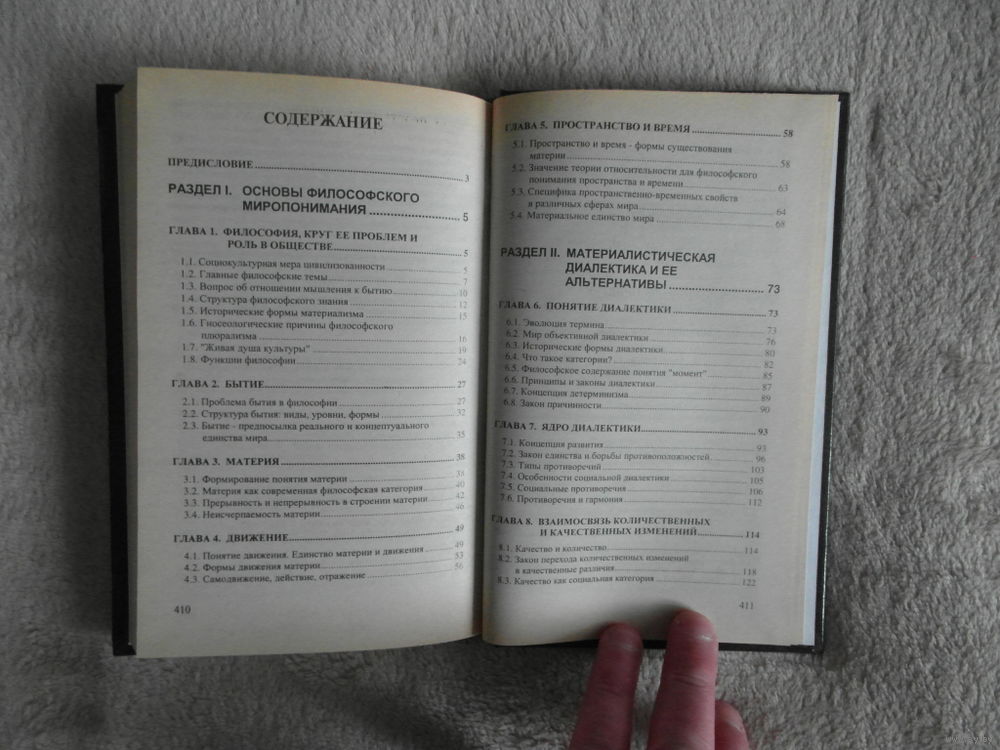 СОДЕРЖАНИЕ
ПРЕДИСЛОВИЕ 3
РАЗДЕЛ I. ОСНОВЫ ФИЛОСОФСКОГО
МИРОПОНИМАНИЯ 5
ГЛАВА 1. ФИЛОСОФИЯ, КРУГ ЕЕ ПРОБЛЕМ И
РОЛЬ В ОБЩЕСТВЕ 5
1.1. Социокультурная мера цивилизованности 5
1.2. Главные философские темы 7
1.3. Вопрос об отношении мышления к бытию 10
1.4. Структура философского знания 12
1.5. Исторические формы материализма 15
1.6. Гносеологические причины философского
плюрализма 16
1.7. "Живая душа культуры" 19
1.8. Функции философии 24
ГЛАВА 2. БЫТИЕ 27
2.1. Проблема бытия в философии 27
2.2. Структура бытия: виды, уровни, формы 32
2.3. Бытие - предпосылка реального и концептуального
единства мира 35
ГЛАВА 3. МАТЕРИЯ 38
3.1. Формирование понятия материи 38
3.2. Материя как современная философская категория 40
3.3. Прерывность и непрерывность в строении материи 42
3.4. Неисчерпаемость материи 46
ГЛАВА 4. ДВИЖЕНИЕ 49
4.1. Понятие движения. Единство материи и движения 49
4.2. Формы движения материи 53
4.3. Самодвижение, действие, отражение 56
410
ГЛАВА 5. ПРОСТРАНСТВО И ВРЕМЯ 58
5.1. Пространство и время - формы существования
материи 58
5.2. Значение теории относительности для философского
понимания пространства и времени 63
5.3. Специфика пространственно-временных свойств
в различных сферах мира 64
5.4. Материальное единство мира 68
РАЗДЕЛ II. МАТЕРИАЛИСТИЧЕСКАЯ
ДИАЛЕКТИКА И ЕЕ
АЛЬТЕРНАТИВЫ 73
ГЛАВА 6. ПОНЯТИЕ ДИАЛЕКТИКИ 73
6.1. Эволюция термина 73
6.2. Мир объективной диалектики 76
6.3. Исторические формы диалектики 80
6.4. Что такое категории? 82
6.5. Философское содержание понятия "момент" 85
6.6. Принципы и законы диалектики 87
6.7. Концепция детерминизма 89
6.8. Закон причинности 90
ГЛАВА 7. ЯДРО ДИАЛЕКТИКИ 93
7.1. Концепция развития 93
7.2. Закон единства и борьбы противоположностей 96
7.3. Типы противоречий 103
7.4. Особенности социальной диалектики 105
7.5. Социальные противоречия 106
7.6. Противоречия и гармония 112
ГЛАВА 8. ВЗАИМОСВЯЗЬ КОЛИЧЕСТВЕННЫХ
И КАЧЕСТВЕННЫХ ИЗМЕНЕНИЙ 114
8.1. Качество и количество 114
8.2. Закон перехода количественных изменений
в качественные различия 118
8.3. Качество как социальная категория 122
411